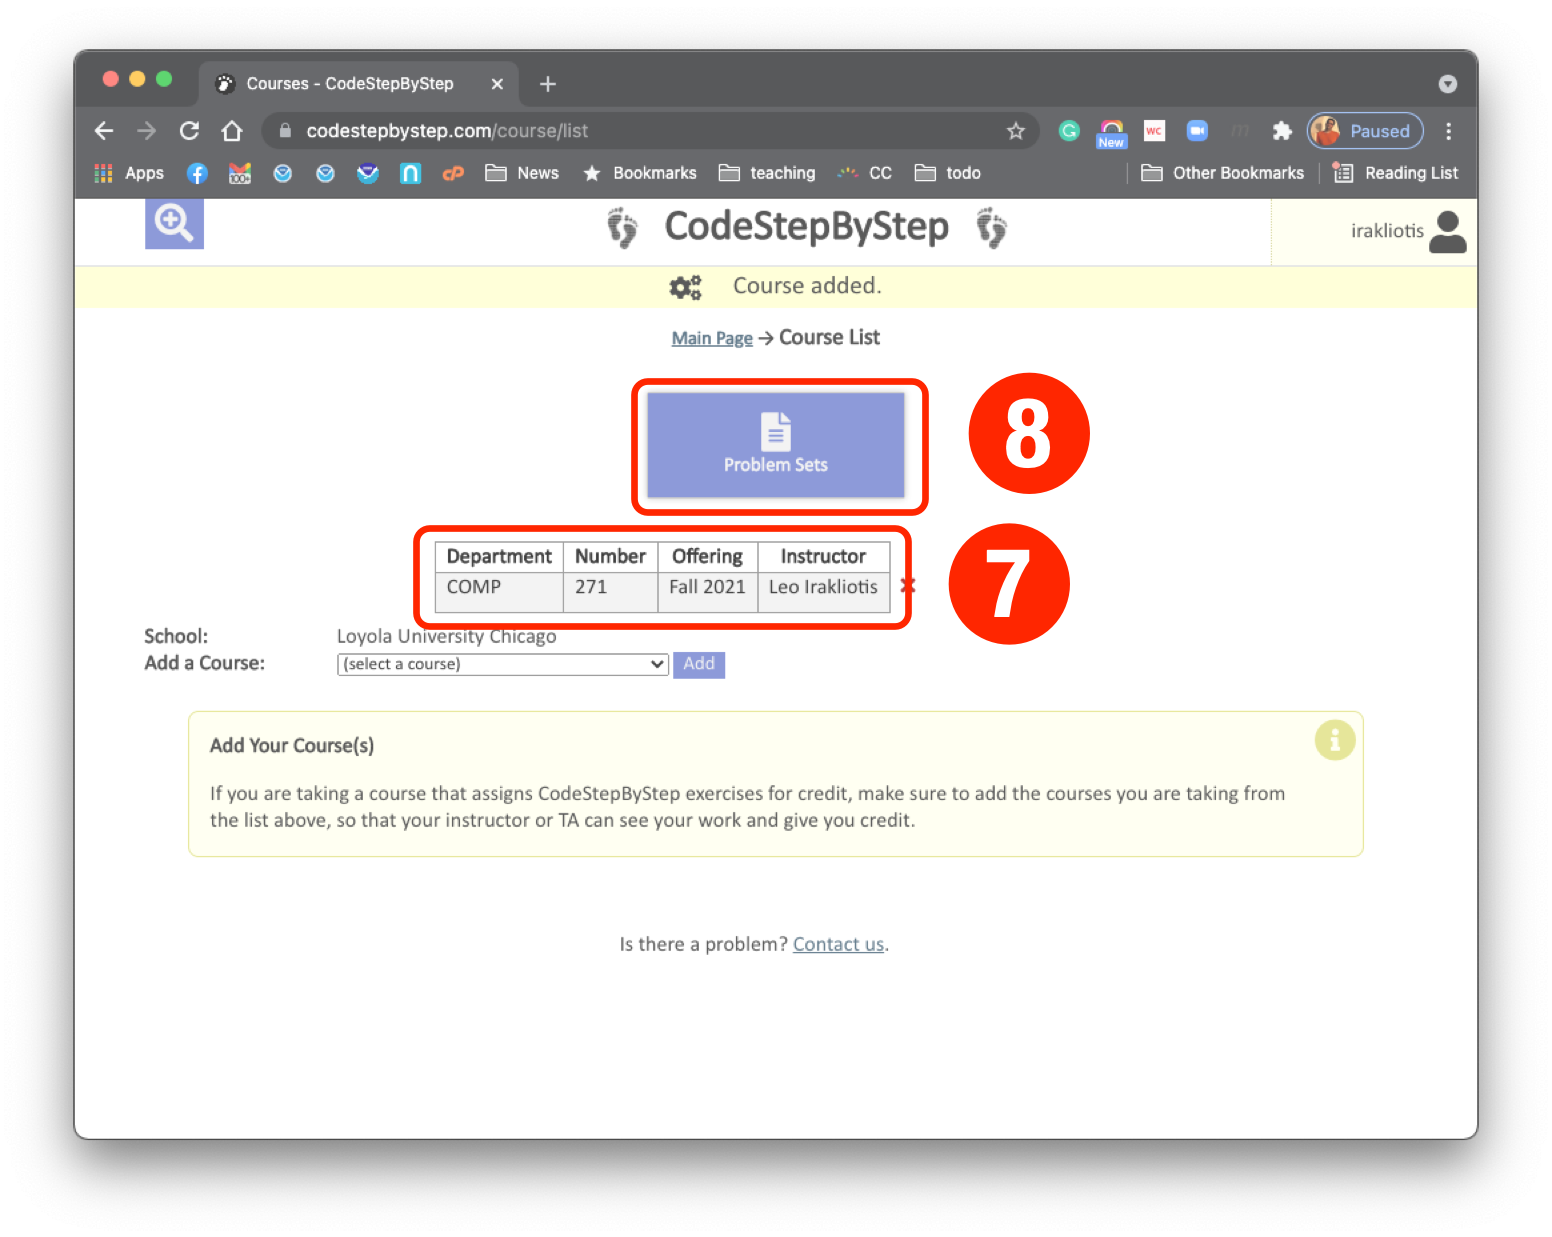 Courses - CodeStepByStep
codestepbystep.com/course/list
WC
New
Paused
Apps
100+
News
Bookmarks
teaching
CC
todo
Other Bookmarks
Reading List
CodeStepByStep
irakliotis
Course added.
Main Page → Course List
Problem Sets
8
Department Number Offering Instructor
COMP 271 Fall 2021 Leo Irakliotis
7
School: Loyola University Chicago
Add a Course: (select a course) Add
Add Your Course(s)
If you are taking a course that assigns CodeStepByStep exercises for credit, make sure to add the courses you are taking from
the list above, so that your instructor or TA can see your work and give you credit.
Is there a problem? Contact us.